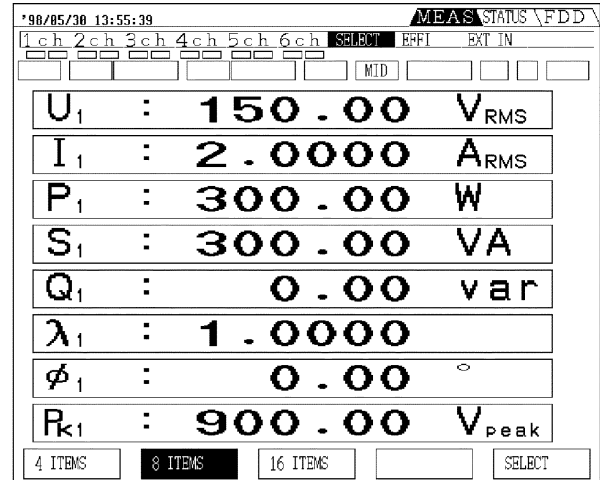 '98/05/30 13:55:39 MEAS STATUS FDD
1ch 2ch 3ch 4ch 5ch 6ch SELECT EFFI EXT IN
MID
U1 : 150.00 VRMS
I1 : 2.0000 ARMS
P1 : 300.00 W
S1 : 300.00 VA
Q1 : 0.00 var
λ1 : 1.0000
ϕ1 : 0.00 °
Pk1 : 900.00 Vpeak
4 ITEMS 8 ITEMS 16 ITEMS SELECT